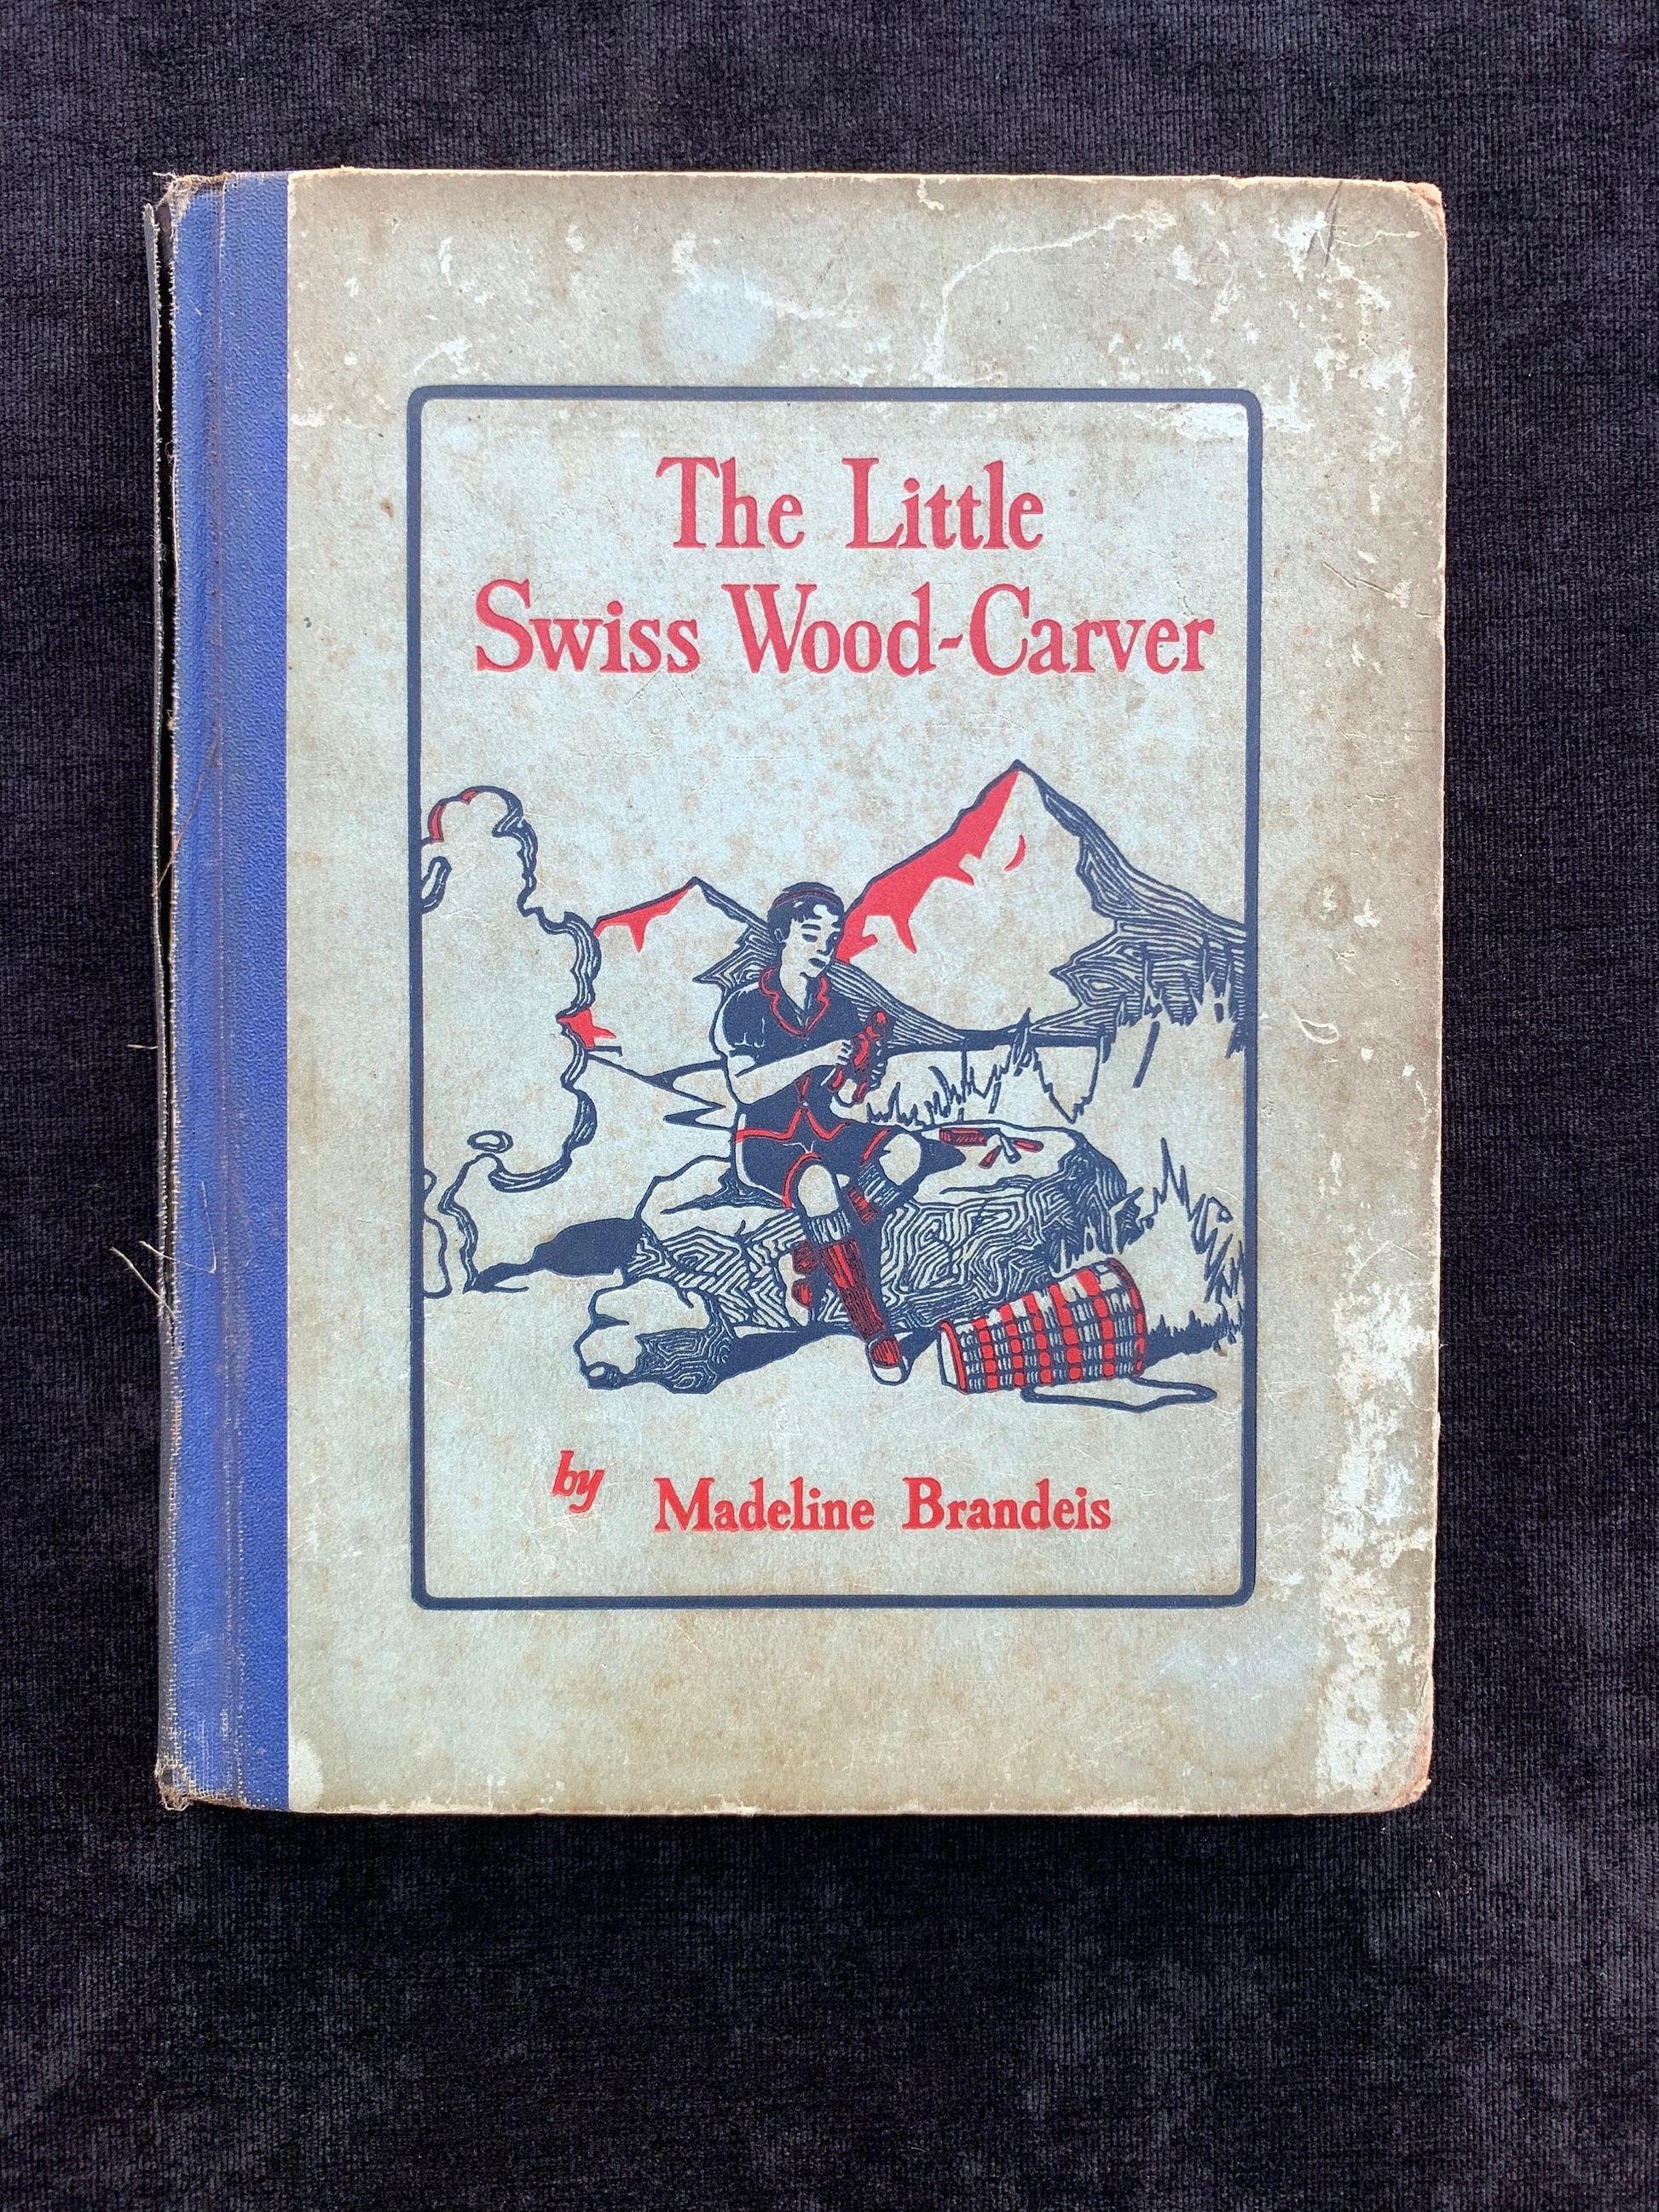 The Little
Swiss Wood-Carver
by Madeline Brandeis